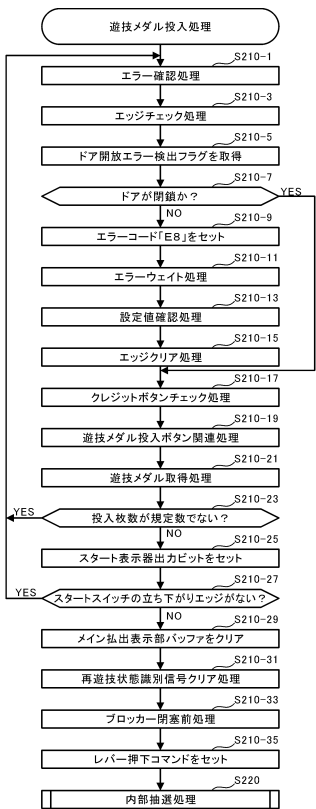 遊技メダル投入処理
S210-1
エラー確認処理
S210-3
エッジチェック処理
S210-5
ドア開放エラー検出フラグを取得
S210-7
ドアが閉鎖か？
YES
NO
S210-9
エラーコード「E8」をセット
S210-11
エラーウェイト処理
S210-13
設定値確認処理
S210-15
エッジクリア処理
S210-17
クレジットボタンチェック処理
S210-19
遊技メダル投入ボタン関連処理
S210-21
遊技メダル取得処理
S210-23
YES
投入枚数が規定数でない？
NO
S210-25
スタート表示器出力ビットをセット
S210-27
YES
スタートスイッチの立ち下がりエッジがない？
NO
S210-29
メイン払出表示部バッファをクリア
S210-31
再遊技状態識別信号クリア処理
S210-33
ブロッカー閉塞前処理
S210-35
レバー押下コマンドをセット
S220
内部抽選処理